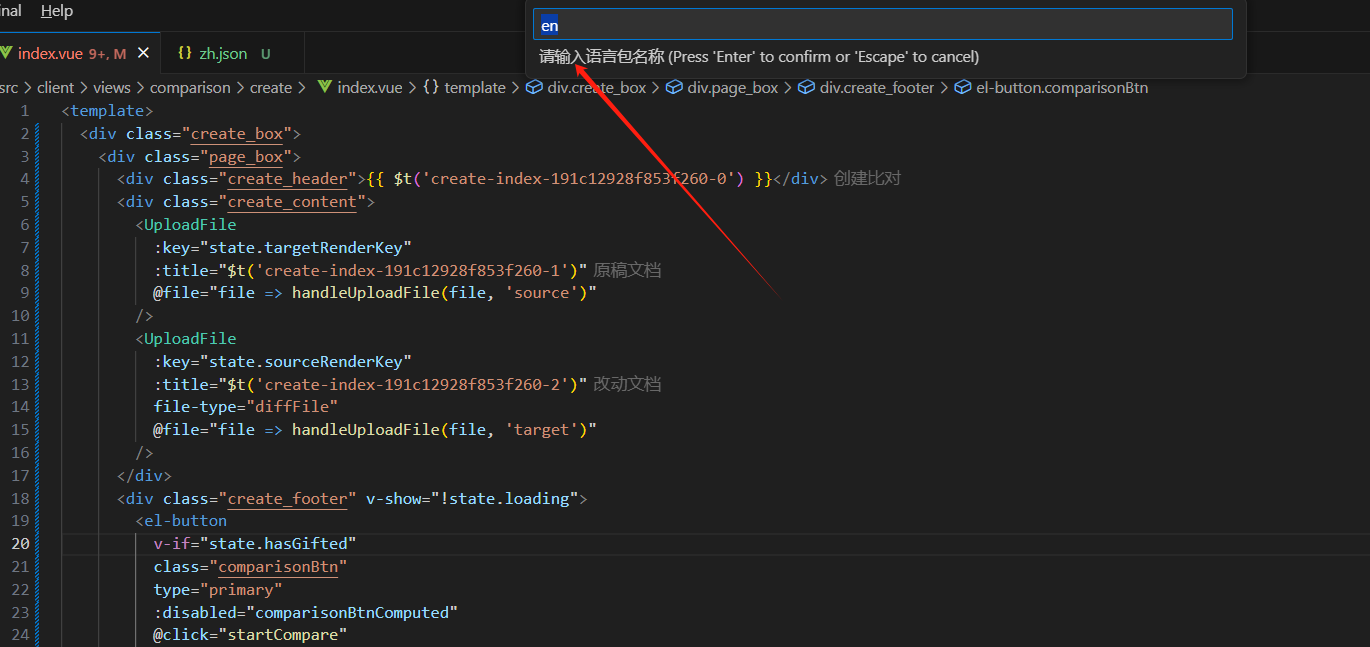 inal Help
en
请输入语言包名称 (Press 'Enter' to confirm or 'Escape' to cancel)
index.vue 9+, M × {} zh.json U
src > client > views > comparison > create > index.vue > {} template > div.create_box > div.page_box > div.create_footer > el-button.comparisonBtn
1 <template>
2 <div class="create_box">
3 <div class="page_box">
4 <div class="create_header">{{ $t('create-index-191c12928f853f260-0') }}</div> 创建比对
5 <div class="create_content">
6 <UploadFile
7 :key="state.targetRenderKey"
8 :title="$t('create-index-191c12928f853f260-1')" 原稿文档
9 @file="file => handleUploadFile(file, 'source')"
10 />
11 <UploadFile
12 :key="state.sourceRenderKey"
13 :title="$t('create-index-191c12928f853f260-2')" 改动文档
14 file-type="diffFile"
15 @file="file => handleUploadFile(file, 'target')"
16 />
17 </div>
18 <div class="create_footer" v-show="!state.loading">
19 <el-button
20 v-if="state.hasGifted"
21 class="comparisonBtn"
22 type="primary"
23 :disabled="comparisonBtnComputed"
24 @click="startCompare"